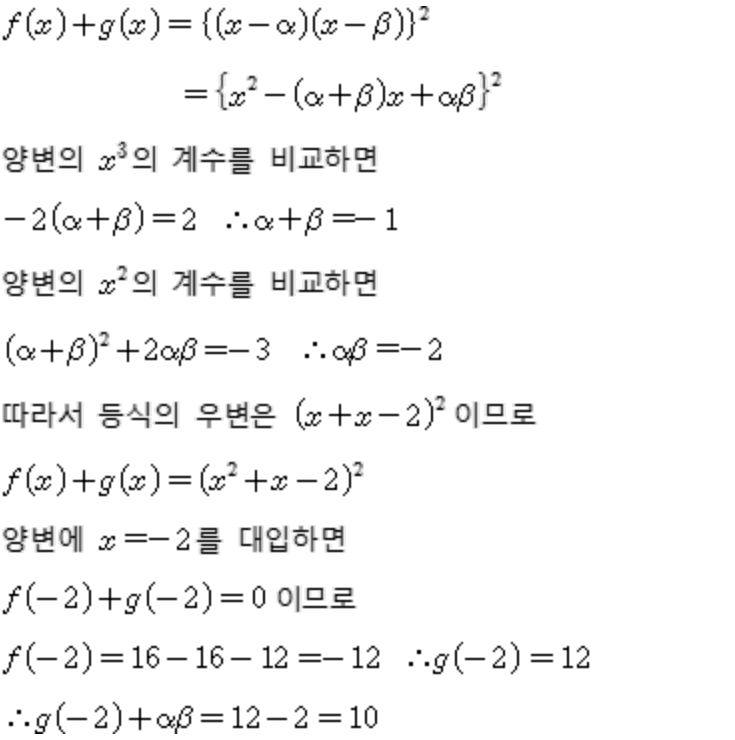 f(x)+g(x)={(x−α)(x−β)}²
={x²−(α+β)x+αβ}²
양변의 x³의 계수를 비교하면
−2(α+β)=2 ∴α+β=−1
양변의 x²의 계수를 비교하면
(α+β)²+2αβ=−3 ∴αβ=−2
따라서 등식의 우변은 (x+x−2)²이므로
f(x)+g(x)=(x²+x−2)²
양변에 x=−2를 대입하면
f(−2)+g(−2)=0 이므로
f(−2)=16−16−12=−12 ∴g(−2)=12
∴g(−2)+αβ=12−2=10